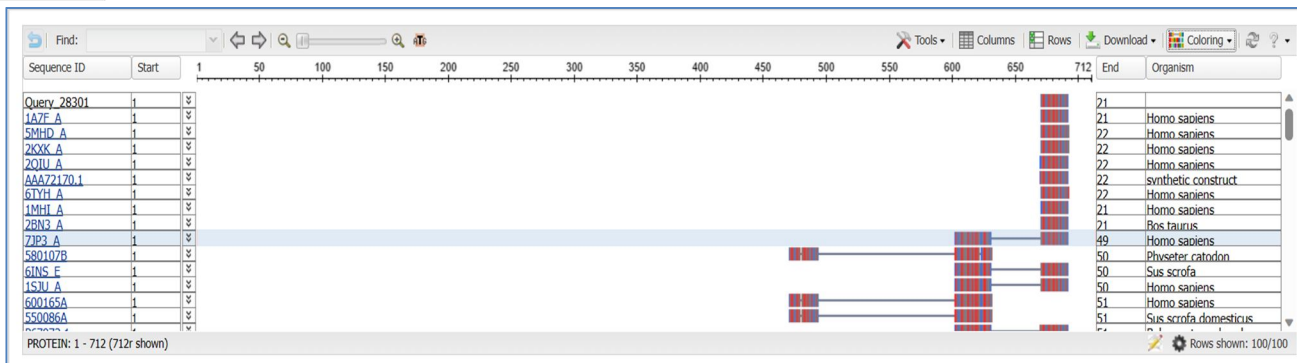 Find: Tools Columns Rows Download Coloring ?
Sequence ID Start 1 50 100 150 200 250 300 350 400 450 500 550 600 650 712 End Organism
Query_28301 1 21
1A7F_A 1 21 Homo sapiens
5MHD_A 1 22 Homo sapiens
2KXK_A 1 22 Homo sapiens
2QIU_A 1 22 Homo sapiens
AAA72170.1 1 22 synthetic construct
6TYH_A 1 22 Homo sapiens
1MHI_A 1 21 Homo sapiens
2BN3_A 1 21 Bos taurus
7JP3_A 1 49 Homo sapiens
580107B 1 50 Physeter catodon
6INS_E 1 50 Sus scrofa
1SJU_A 1 50 Homo sapiens
600165A 1 51 Homo sapiens
550086A 1 51 Sus scrofa domesticus
PROTEIN: 1 - 712 (712r shown) Rows shown: 100/100